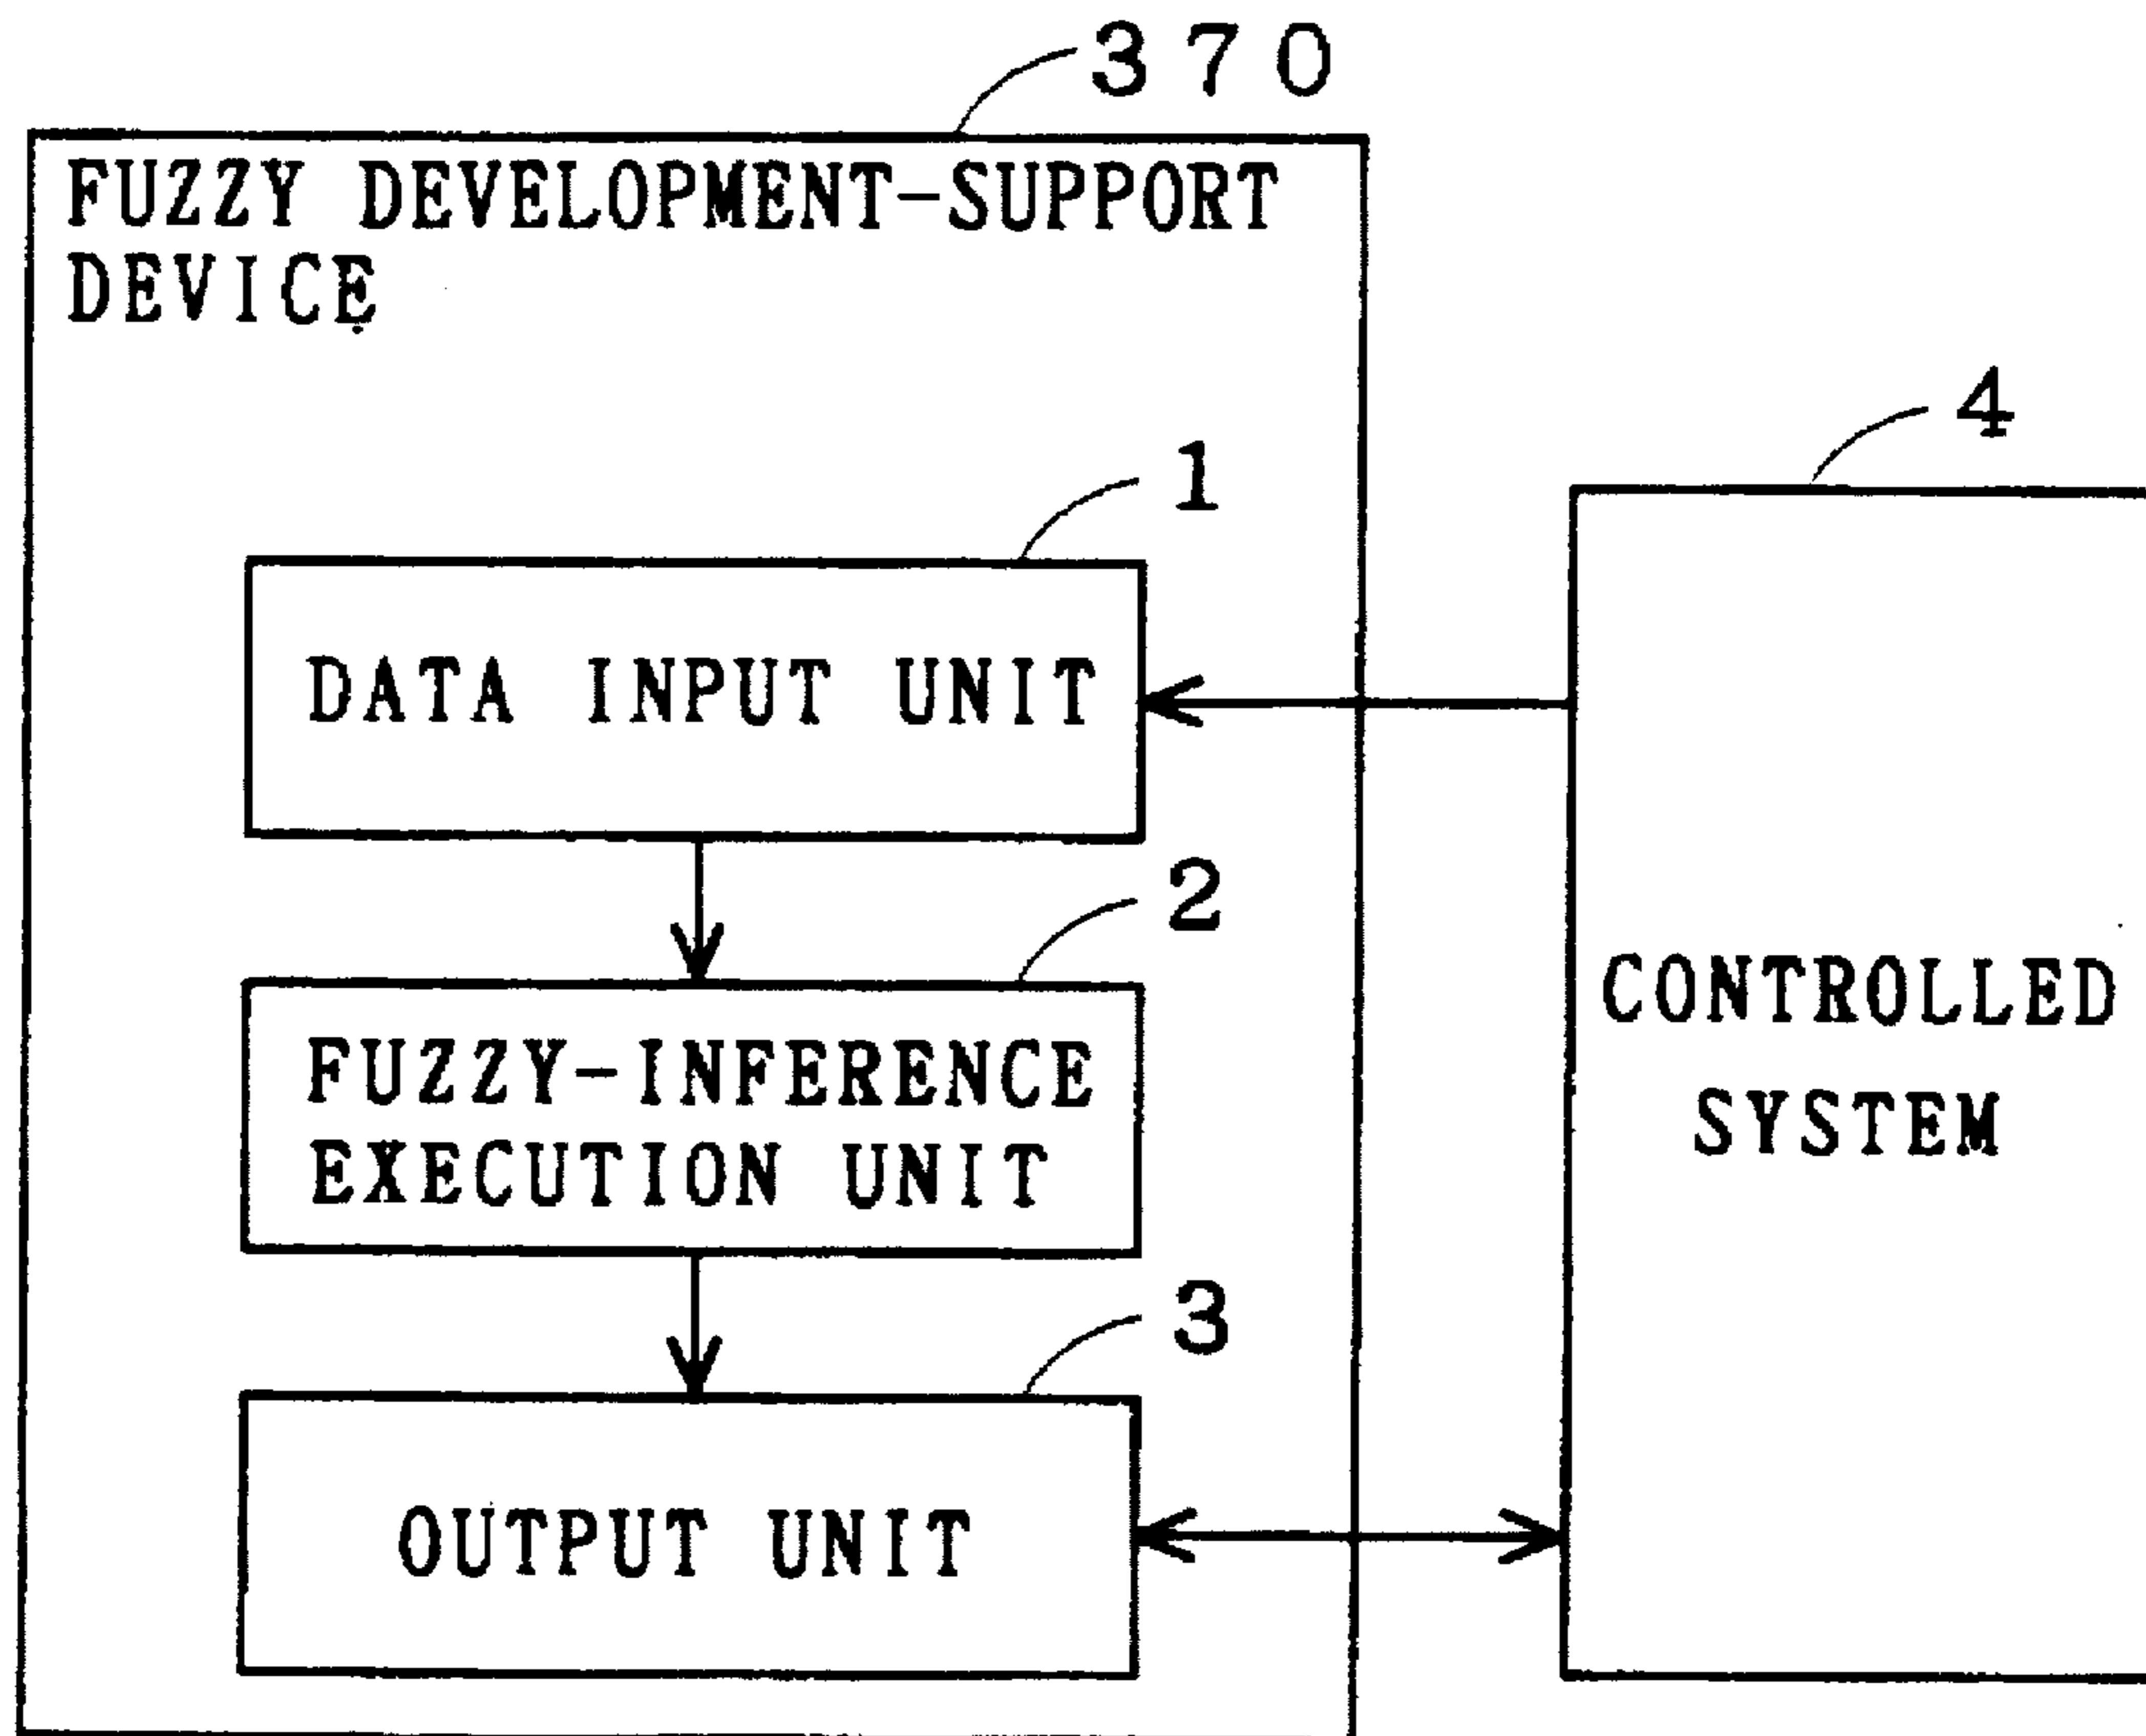 370
FUZZY DEVELOPMENT-SUPPORT
DEVICE
4
1
DATA INPUT UNIT
2
CONTROLLED
FUZZY-INFERENCE
SYSTEM
EXECUTION UNIT
3
OUTPUT UNIT